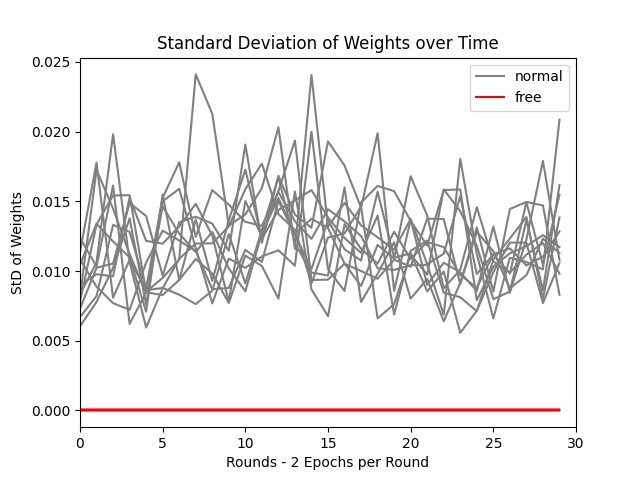 Standard Deviation of Weights over Time
normal
free
StD of Weights
0.025
0.020
0.015
0.010
0.005
0.000
0 5 10 15 20 25 30
Rounds - 2 Epochs per Round